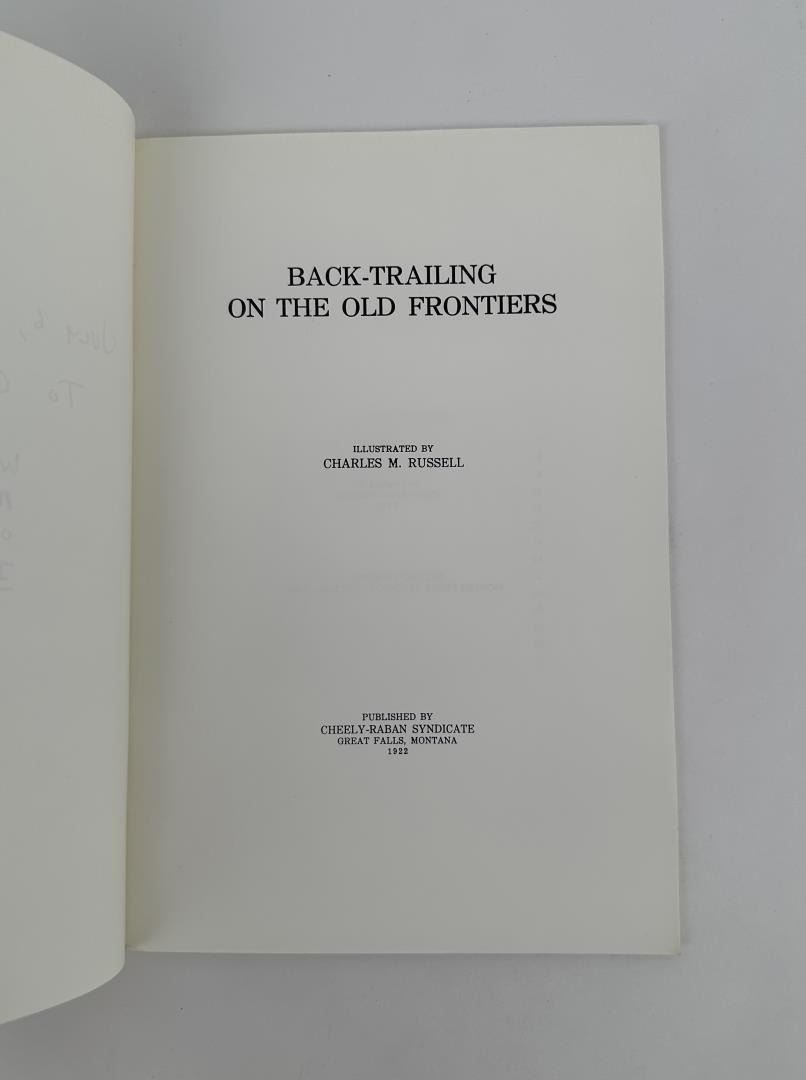 BACK-TRAILING
ON THE OLD FRONTIERS
ILLUSTRATED BY
CHARLES M. RUSSELL
PUBLISHED BY
CHEELY-RABAN SYNDICATE
GREAT FALLS, MONTANA
1922